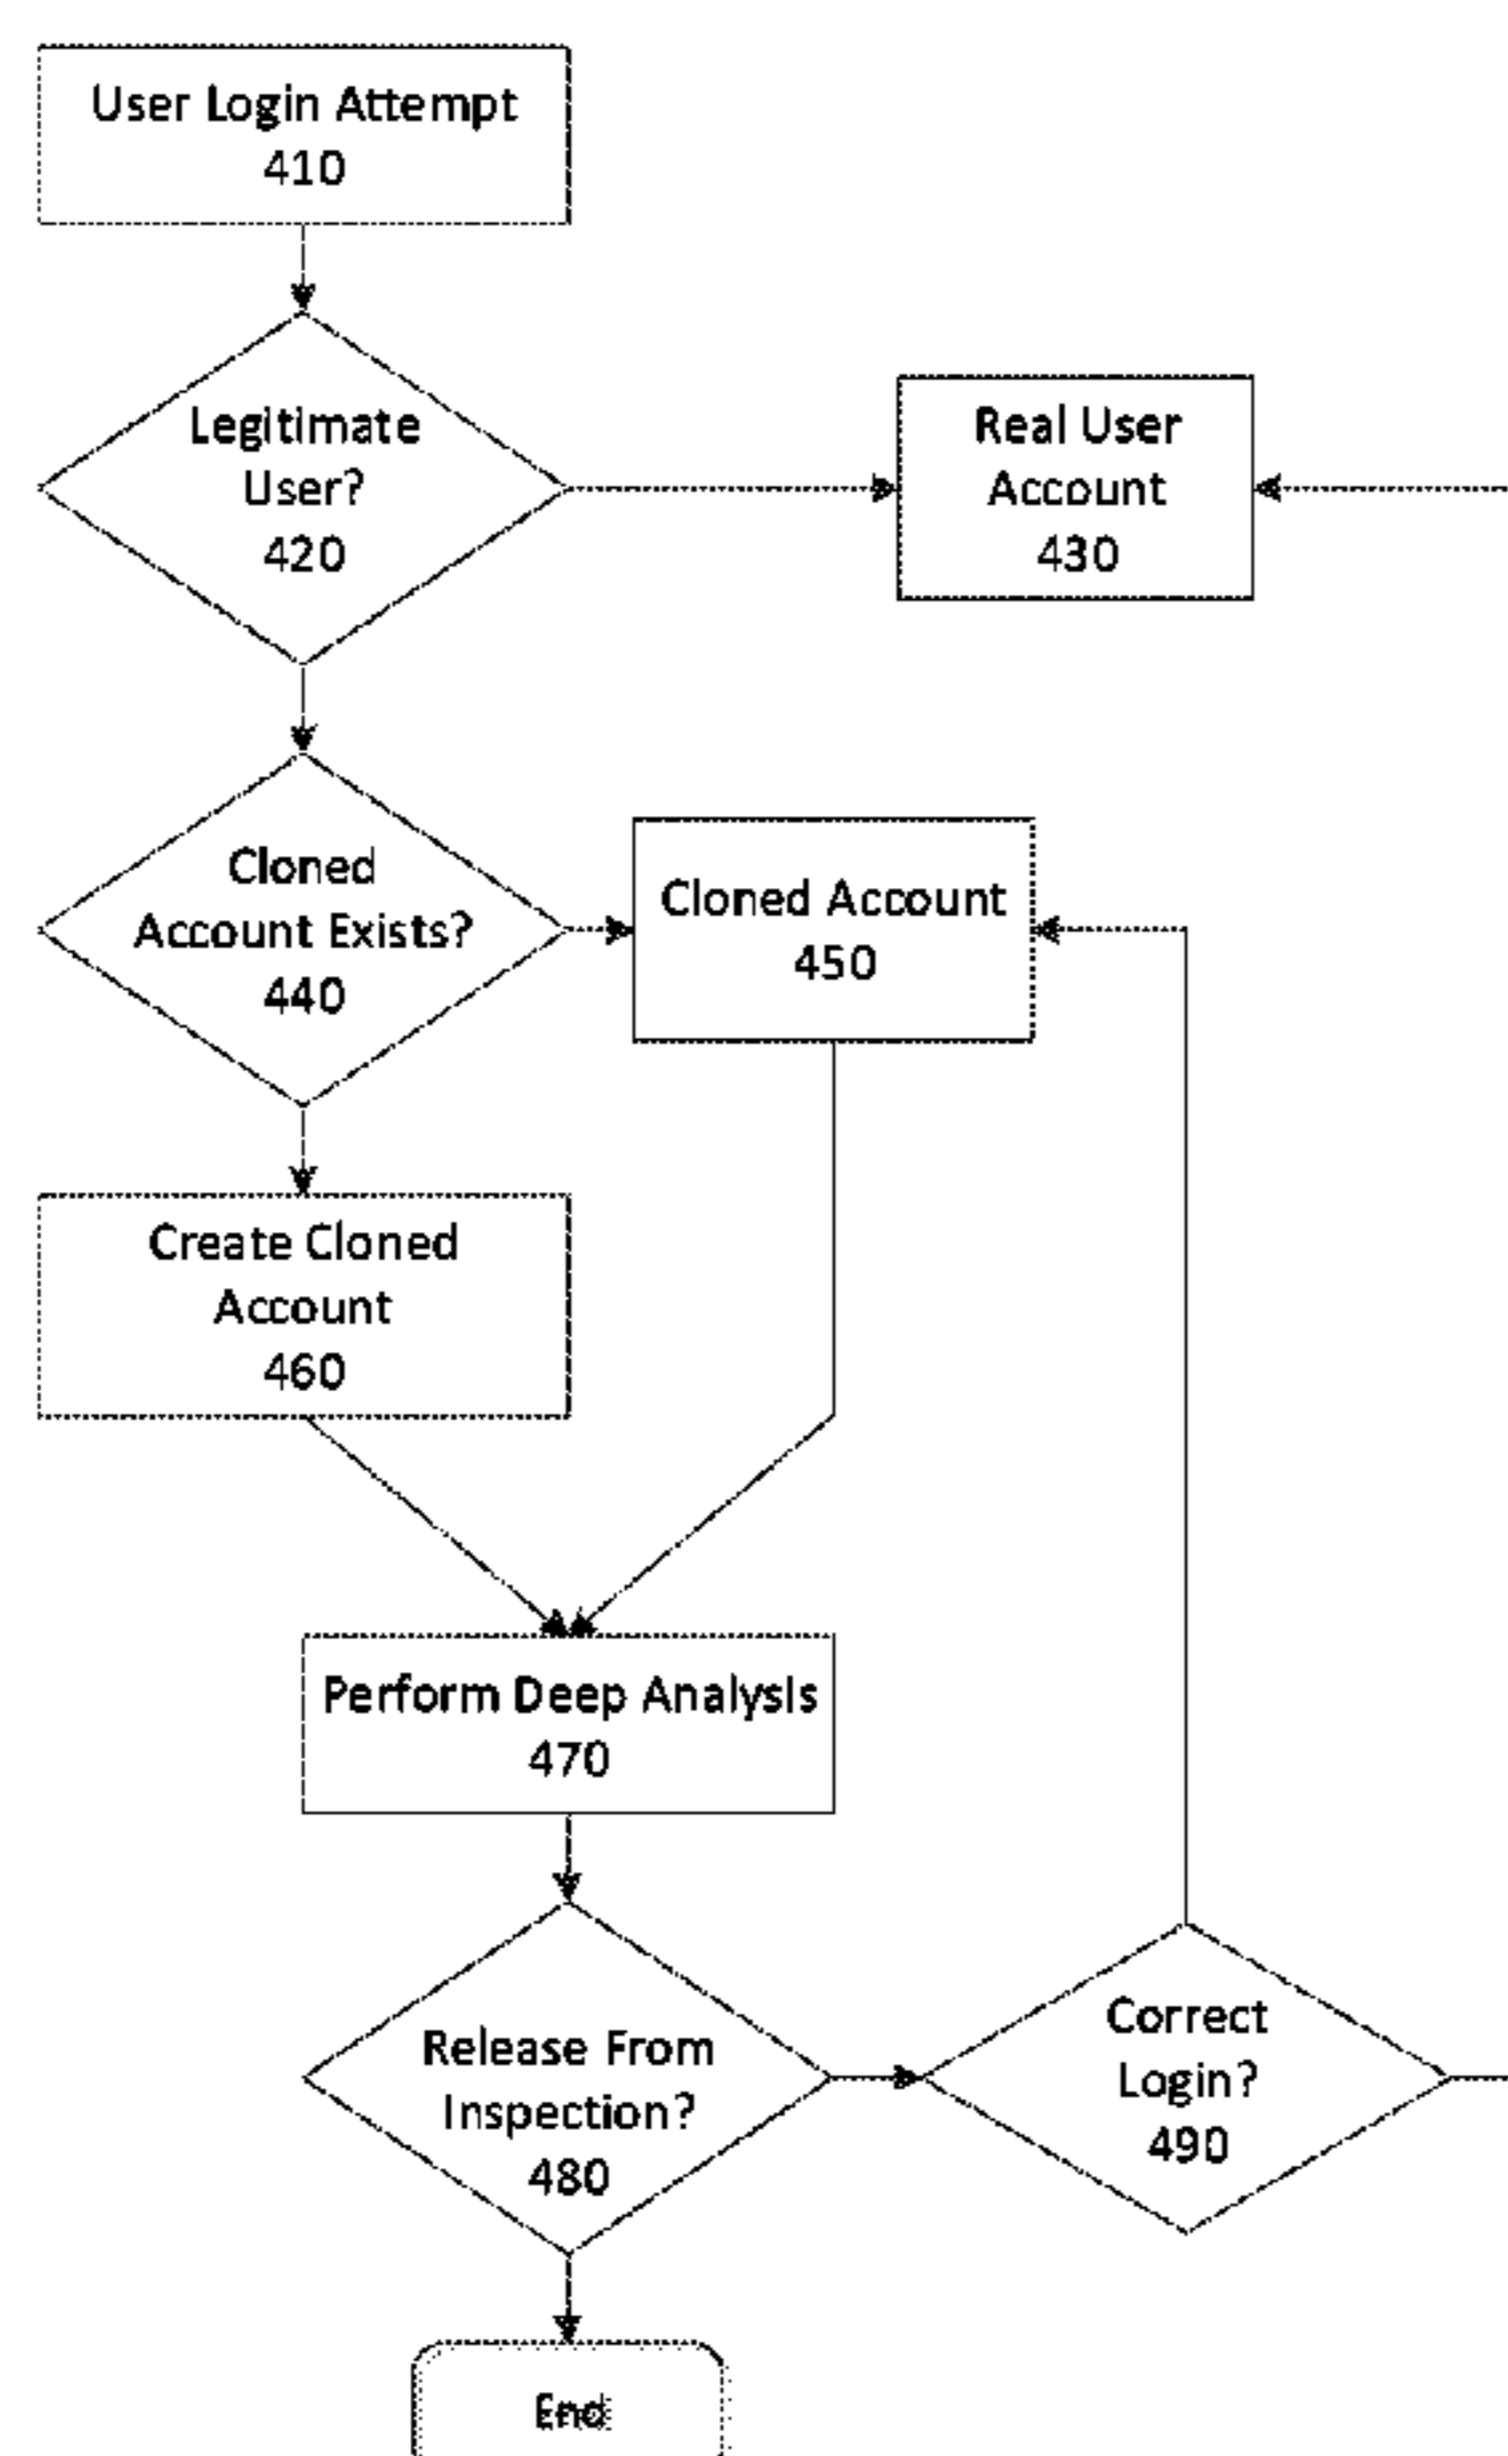 User Login Attempt
410
Legitimate
User?
420
Real User
Account
430
Cloned
Account Exists?
440
Cloned Account
450
Create Cloned
Account
460
Perform Deep Analysis
470
Release From
Inspection?
480
Correct
Login?
490
End